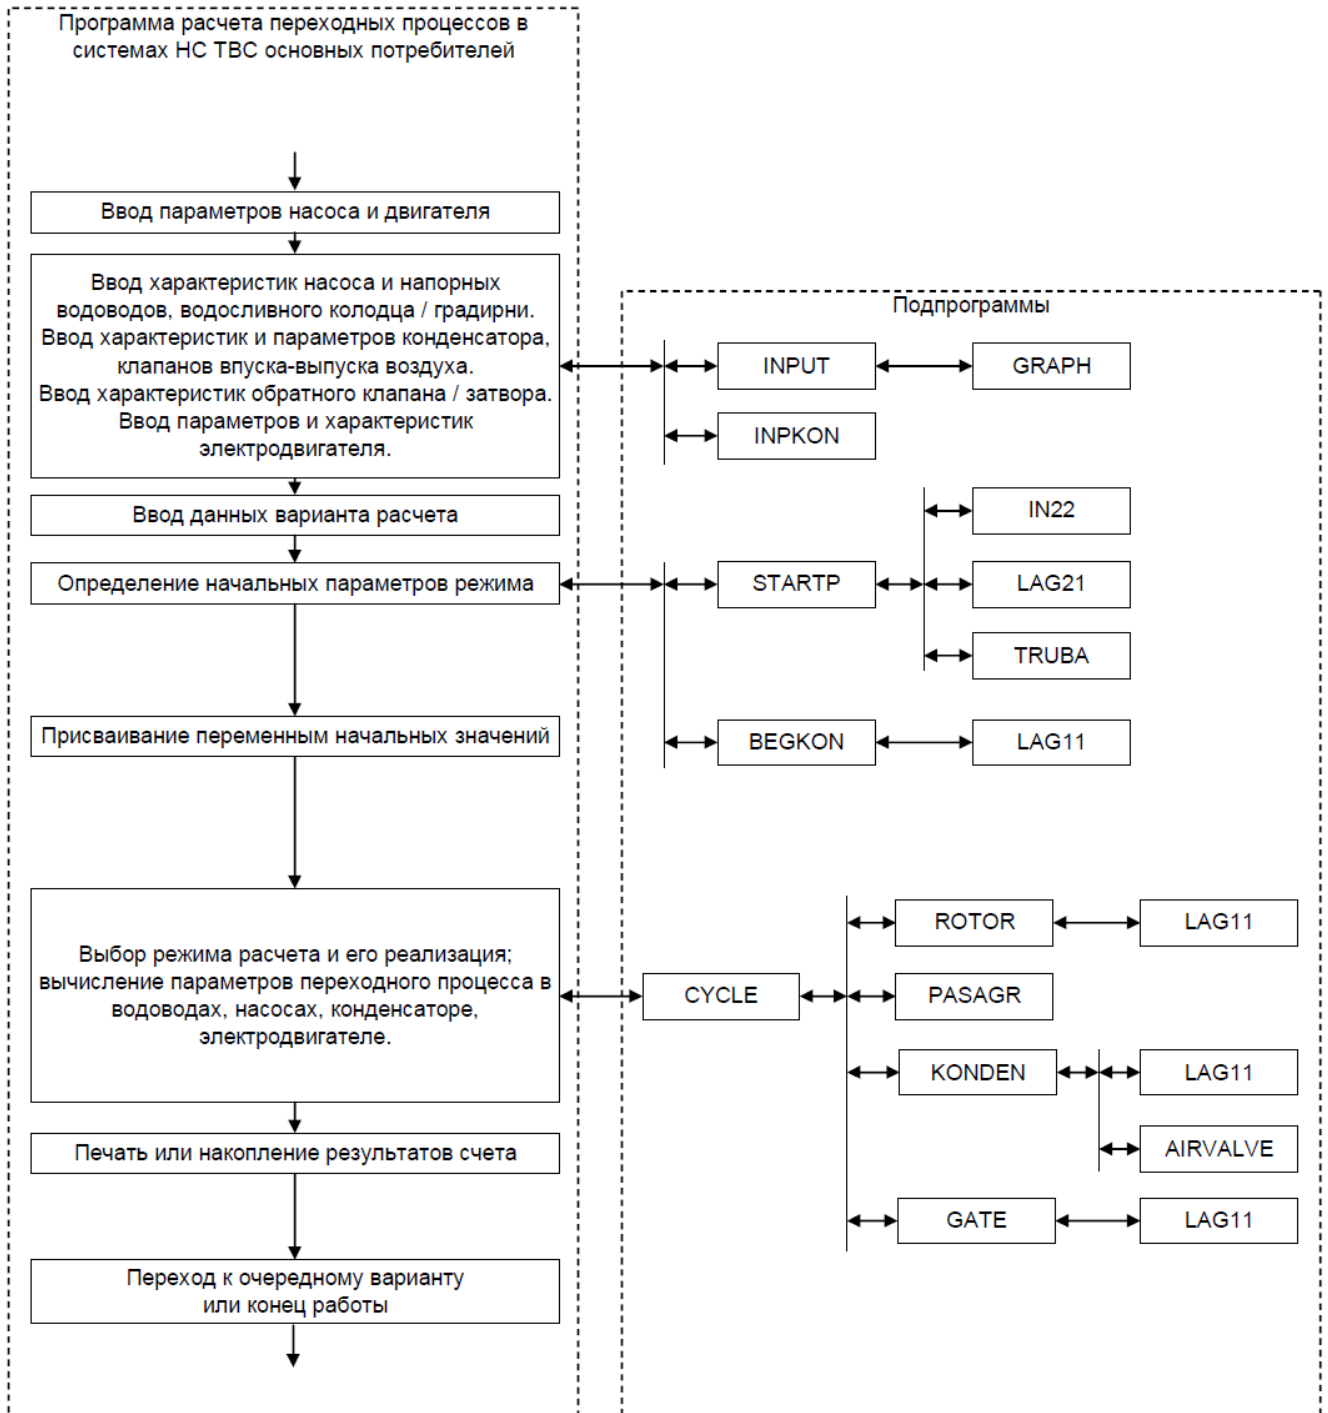 Программа расчета переходных процессов в
системах НС ТВС основных потребителей
Ввод параметров насоса и двигателя
Ввод характеристик насоса и напорных
водоводов, водосливного колодца / градирни.
Ввод характеристик и параметров конденсатора,
клапанов впуска-выпуска воздуха.
Ввод характеристик обратного клапана / затвора.
Ввод параметров и характеристик
электродвигателя.
Ввод данных варианта расчета
Определение начальных параметров режима
Присваивание переменным начальных значений
Выбор режима расчета и его реализация;
вычисление параметров переходного процесса в
водоводах, насосах, конденсаторе,
электродвигателе.
Печать или накопление результатов счета
Переход к очередному варианту
или конец работы
Подпрограммы
INPUT
GRAPH
INPKON
IN22
STARTP
LAG21
TRUBA
BEGKON
LAG11
ROTOR
LAG11
CYCLE
PASAGR
KONDEN
LAG11
AIRVALVE
GATE
LAG11